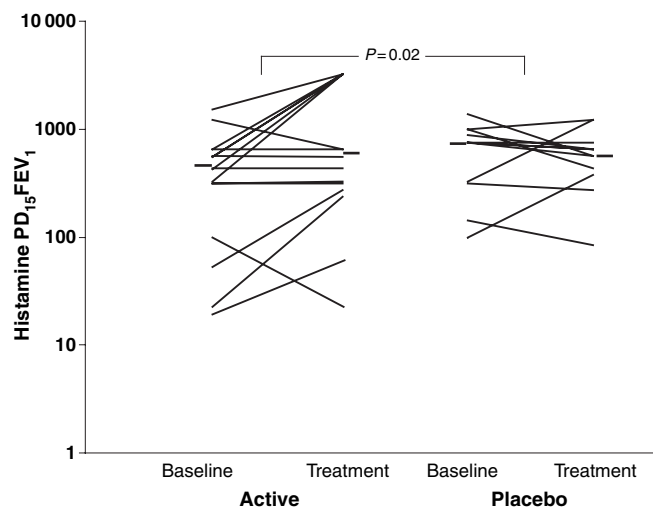 10 000
P=0.02
1000
100
10
1
Histamine PD15FEV1
Baseline Treatment Baseline Treatment
Active Placebo